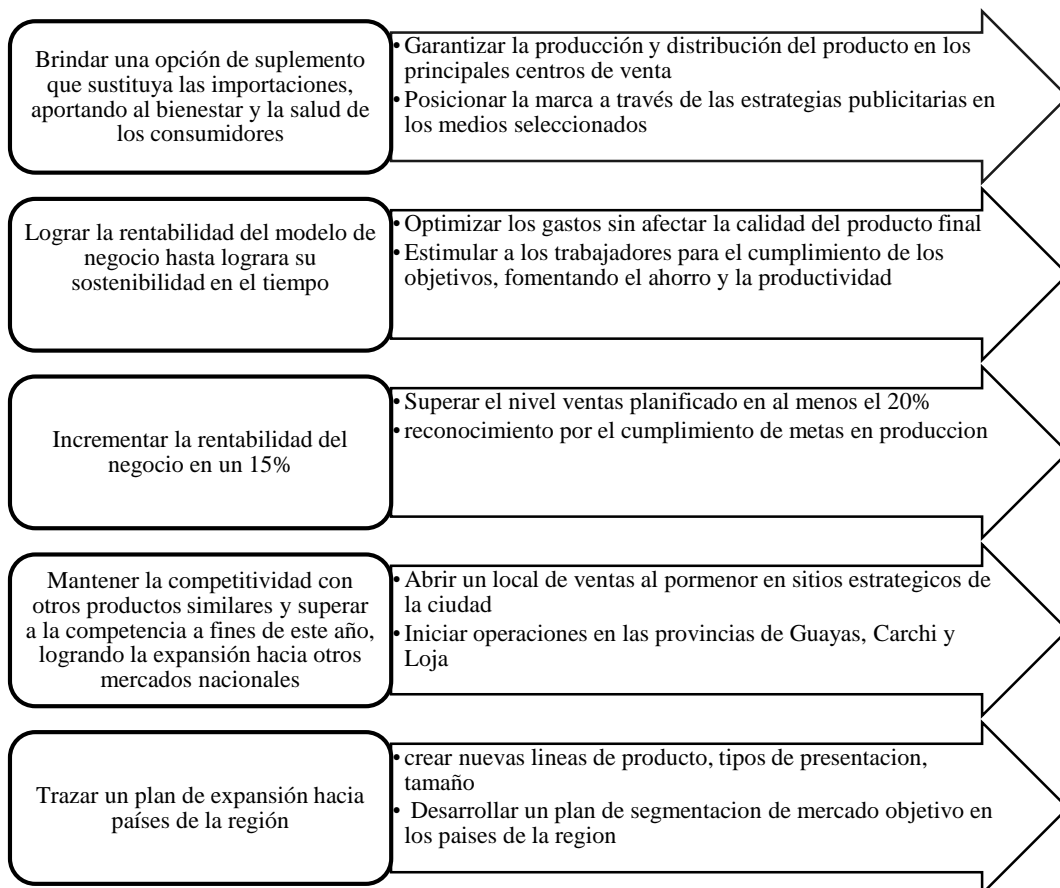 Brindar una opción de suplemento
que sustituya las importaciones,
aportando al bienestar y la salud de
los consumidores
• Garantizar la producción y distribución del producto en los
principales centros de venta
• Posicionar la marca a través de las estrategias publicitarias en
los medios seleccionados
Lograr la rentabilidad del modelo de
negocio hasta lograra su
sostenibilidad en el tiempo
• Optimizar los gastos sin afectar la calidad del producto final
• Estimular a los trabajadores para el cumplimiento de los
objetivos, fomentando el ahorro y la productividad
Incrementar la rentabilidad del
negocio en un 15%
• Superar el nivel ventas planificado en al menos el 20%
• reconocimiento por el cumplimiento de metas en produccion
Mantener la competitividad con
otros productos similares y superar
a la competencia a fines de este año,
logrando la expansión hacia otros
mercados nacionales
• Abrir un local de ventas al pormenor en sitios estrategicos de
la ciudad
• Iniciar operaciones en las provincias de Guayas, Carchi y
Loja
Trazar un plan de expansión hacia
países de la región
• crear nuevas lineas de producto, tipos de presentacion,
tamaño
• Desarrollar un plan de segmentacion de mercado objetivo en
los paises de la region